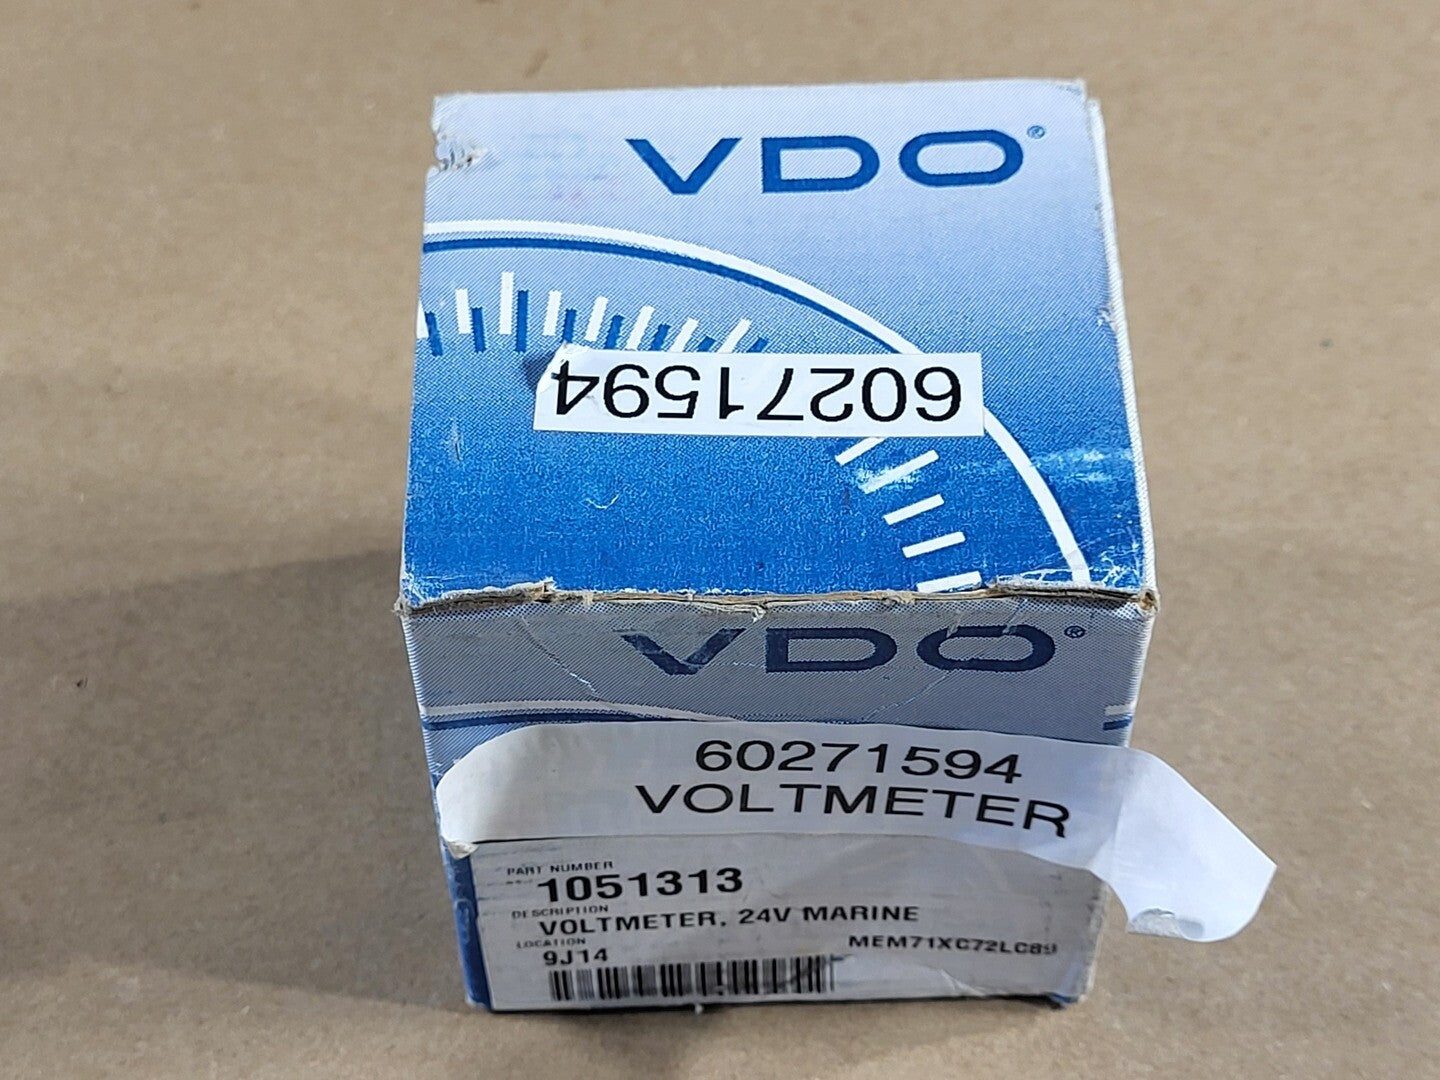 VDO®
60271594
VDO®
60271594
VOLTMETER
PART NUMBER
1051313
DESCRIPTION
VOLTMETER, 24V MARINE
LOCATION
9J14
MEM71XC72LC89